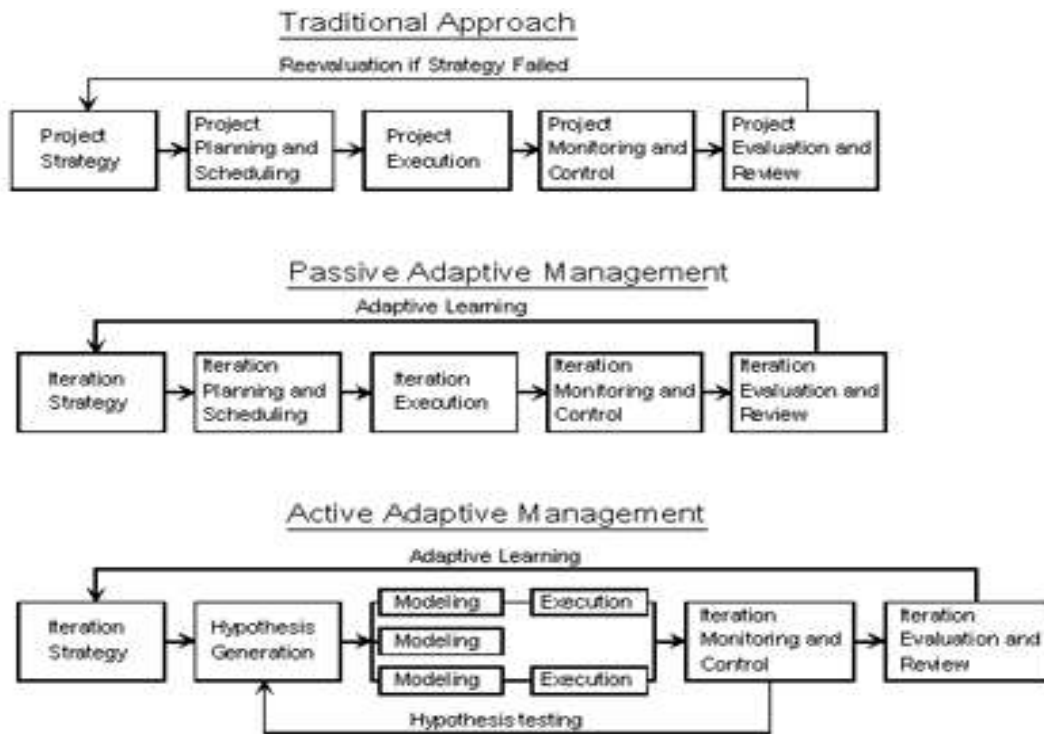 Traditional Approach
Reevaluation if Strategy Failed
Project
Strategy
Project
Planning and
Scheduling
Project
Execution
Project
Monitoring and
Control
Project
Evaluation and
Review
Passive Adaptive Management
Adaptive Learning
Iteration
Strategy
Iteration
Planning and
Scheduling
Iteration
Execution
Iteration
Monitoring and
Control
Iteration
Evaluation and
Review
Active Adaptive Management
Adaptive Learning
Iteration
Strategy
Hypothesis
Generation
Modeling
Execution
Modeling
Modeling
Execution
Iteration
Monitoring and
Control
Iteration
Evaluation and
Review
Hypothesis testing